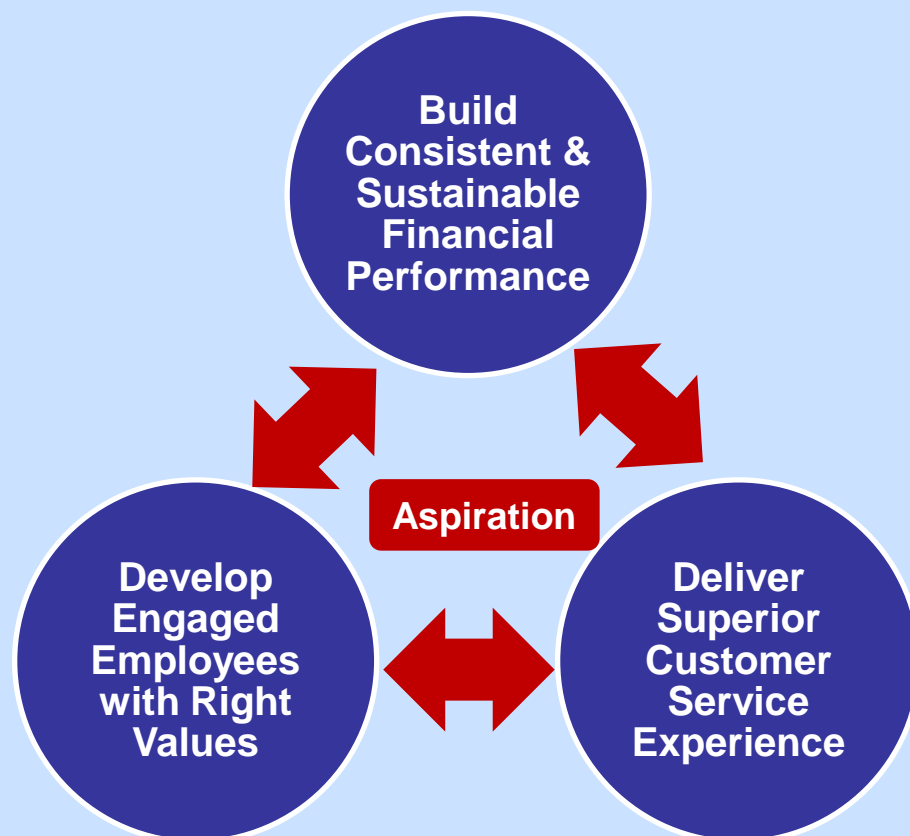 Build
Consistent &
Sustainable
Financial
Performance
Aspiration
Develop
Engaged
Employees
with Right
Values
Deliver
Superior
Customer
Service
Experience